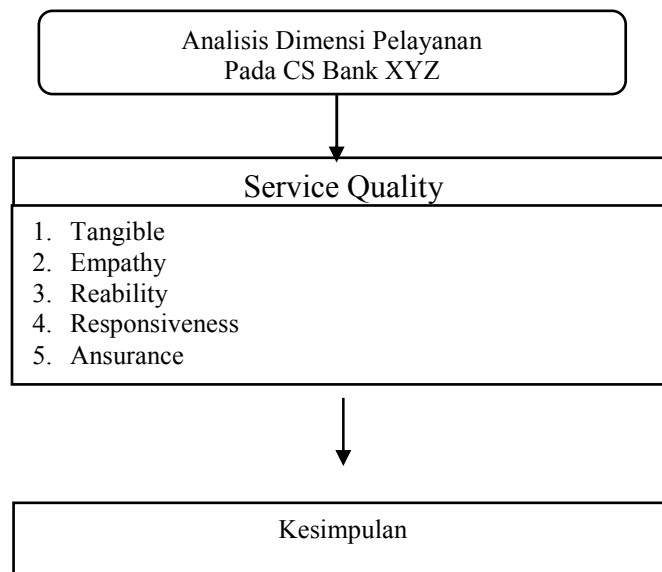 Analisis Dimensi Pelayanan
Pada CS Bank XYZ
Service Quality
1. Tangible
2. Empathy
3. Reability
4. Responsiveness
5. Ansurance
Kesimpulan